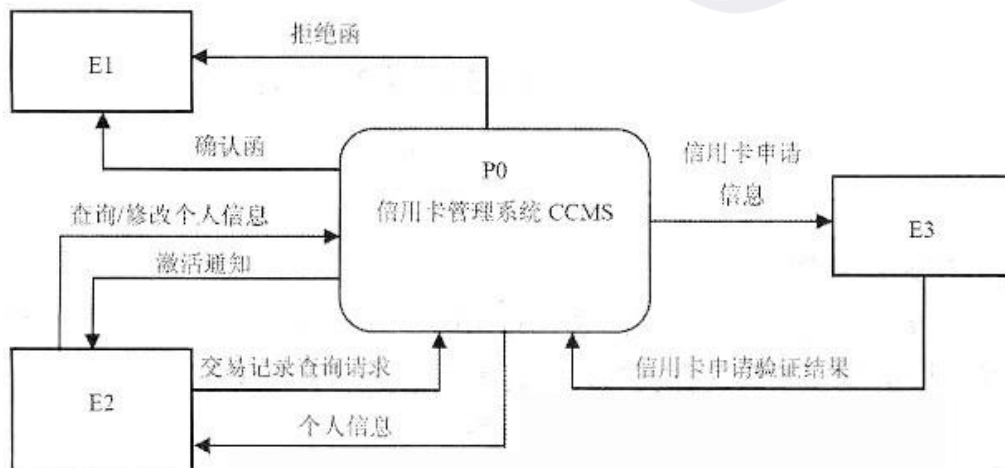 拒绝函
E1
确认函
P0
信用卡管理系统 CCMS
信用卡申请
信息
E3
查询/修改个人信息
激活通知
交易记录查询请求
信用卡申请验证结果
E2
个人信息